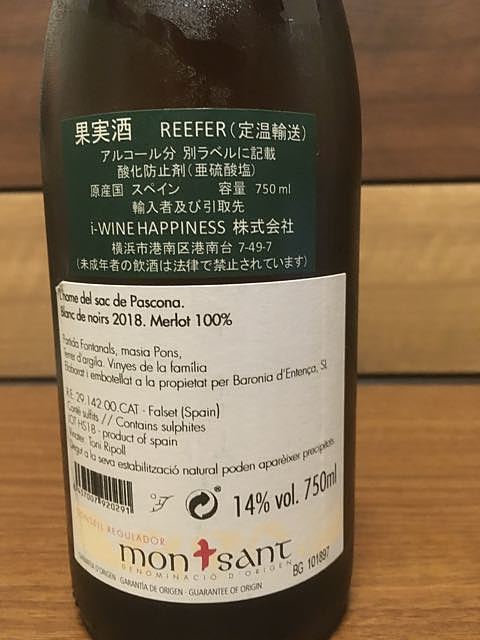 果実酒 REEFER(定温輸送)
アルコール分 別ラベルに記載
酸化防止剤(亜硫酸塩)
原産国 スペイン 容量 750 ml
輸入者及び引取先
i-WINE HAPPINESS 株式会社
横浜市港南区港南台 7-49-7
(未成年者の飲酒は法律で禁止されています)
L'home del sac de Pascona.
Blanc de noirs 2018. Merlot 100%
Partida Fontanals, masia Pons,
Ferrer d'argila. Vinyes de la família
Elaborat i embotellat a la propietat per Baronia d'Entença, SL
R.E. 29.142.00.CAT - Falset (Spain)
Conté sulfits // Contains sulphites
LOT HS18 - product of spain
Toni Ripoll
Degut a la seva estabilització natural poden aparèixer precipitats
437007 920291
14% vol. 750ml
CONSELL REGULADOR
montsant
DENOMINACIÓ D'ORIGEN
BG 101897
GARANTIA D'ORIGEN · GARANTÍA DE ORIGEN · GUARANTEE OF ORIGIN